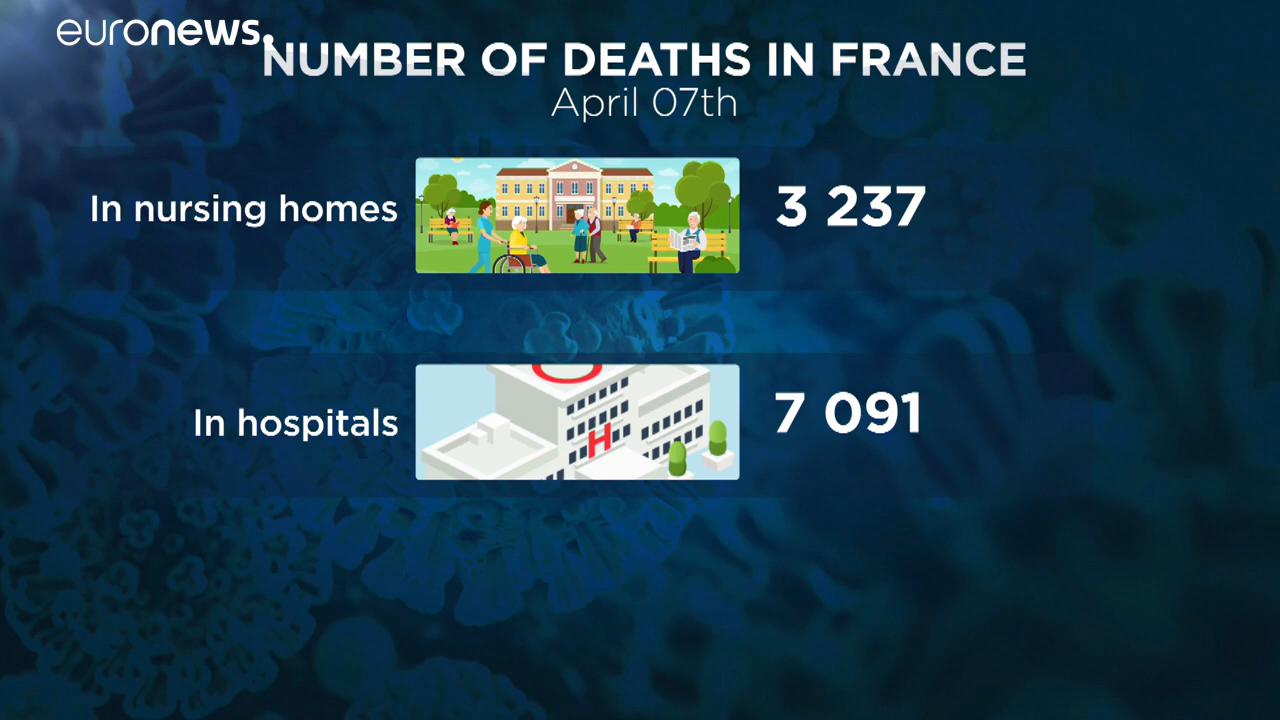 euronews.
NUMBER OF DEATHS IN FRANCE
April 07th
In nursing homes
3 237
In hospitals
H
7 091